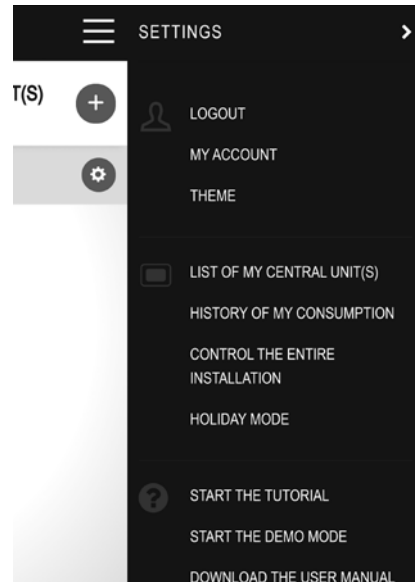 SETTINGS
T(S)
LOGOUT
MY ACCOUNT
THEME
LIST OF MY CENTRAL UNIT(S)
HISTORY OF MY CONSUMPTION
CONTROL THE ENTIRE
INSTALLATION
HOLIDAY MODE
START THE TUTORIAL
START THE DEMO MODE
DOWNLOAD THE USER MANUAL